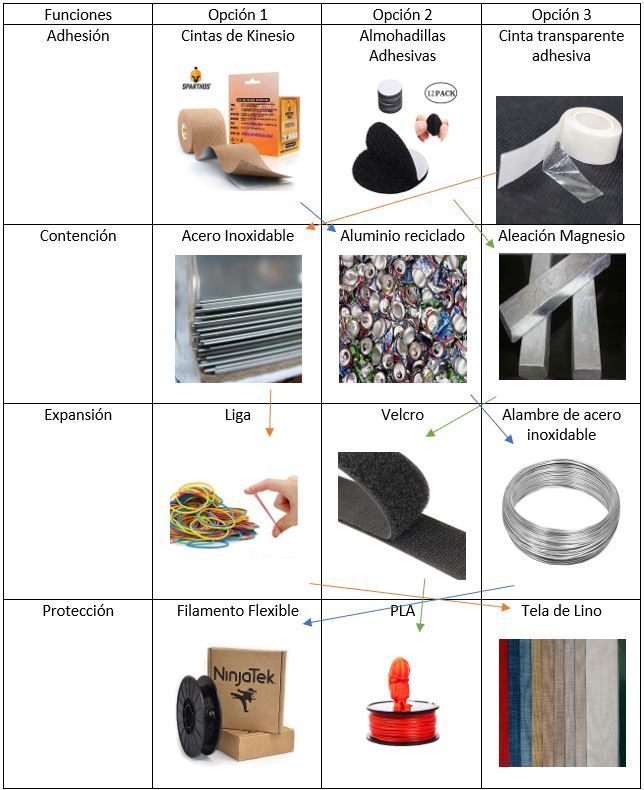 Funciones Opción 1 Opción 2 Opción 3
Adhesión Cintas de Kinesio Almohadillas Adhesivas Cinta transparente adhesiva
SPARTHOS
SPARTHOS
12PACK
Contención Acero Inoxidable Aluminio reciclado Aleación Magnesio
Expansión Liga Velcro Alambre de acero inoxidable
Protección Filamento Flexible PLA Tela de Lino
NINJATEK